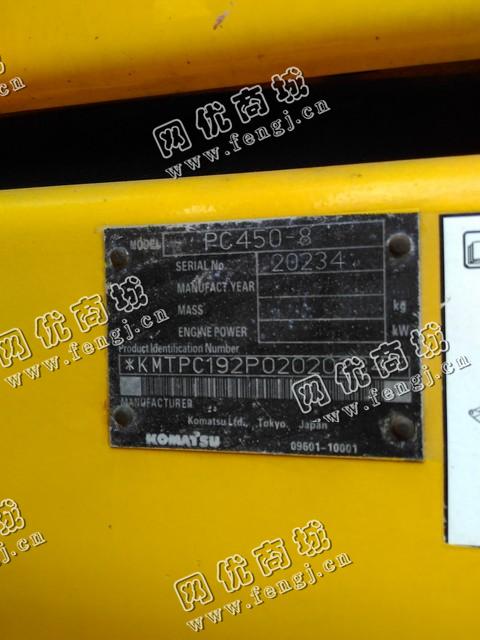 网优商城
www.fengj.cn
MODEL PC450-8
SERIAL No 20234
MANUFACT YEAR
MASS kg
ENGINE POWER kW
Product Identification Number
*KMTPC192P02020
MANUFACTURER
Komatsu Ltd., Tokyo, Japan
KOMATSU 09601-10001
网优商城
www.fengj.cn
网优商城
www.fengj.cn
网优商城
www.fengj.cn